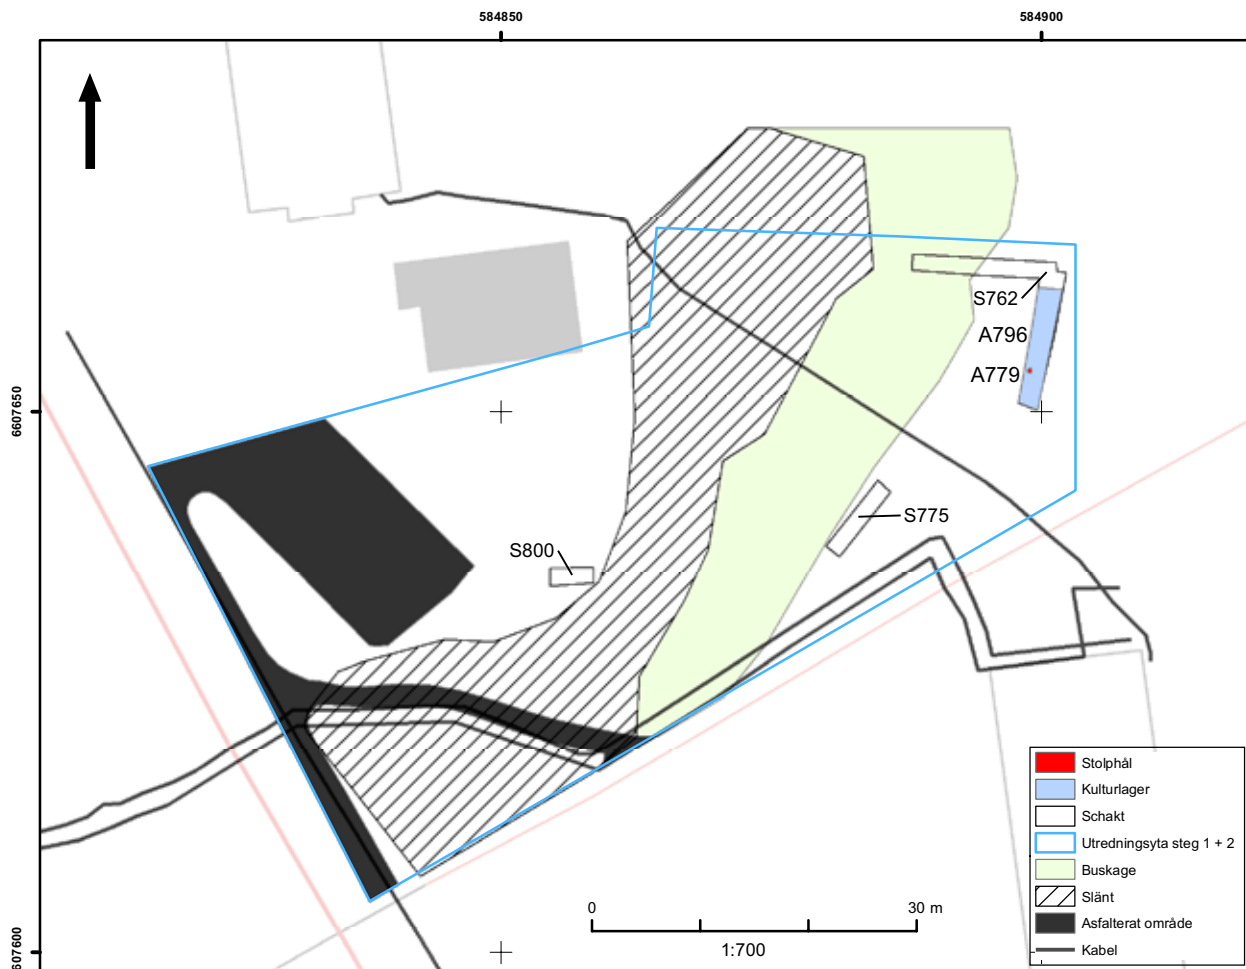 584850
584900
6607650
607600
S762
A796
A779
S775
S800
0
30 m
1:700
Stolphål
Kulturlager
Schakt
Utredningsyta steg 1 + 2
Buskage
Slänt
Asfalterat område
Kabel